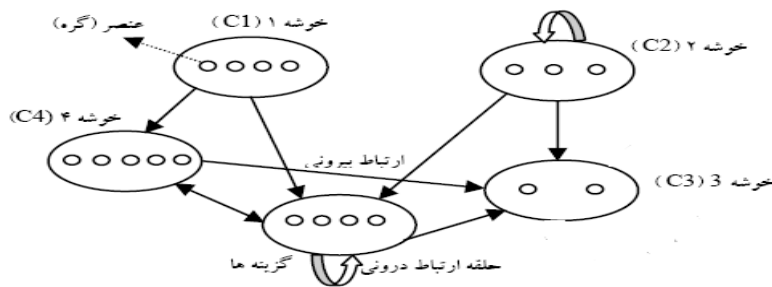 عنصر (گره)
خوشه ۱ (C1)
خوشه ۲ (C2)
خوشه ۴ (C4)
ارتباط بیرونی
خوشه 3 (C3)
گزینه ها
حلقه ارتباط درونی